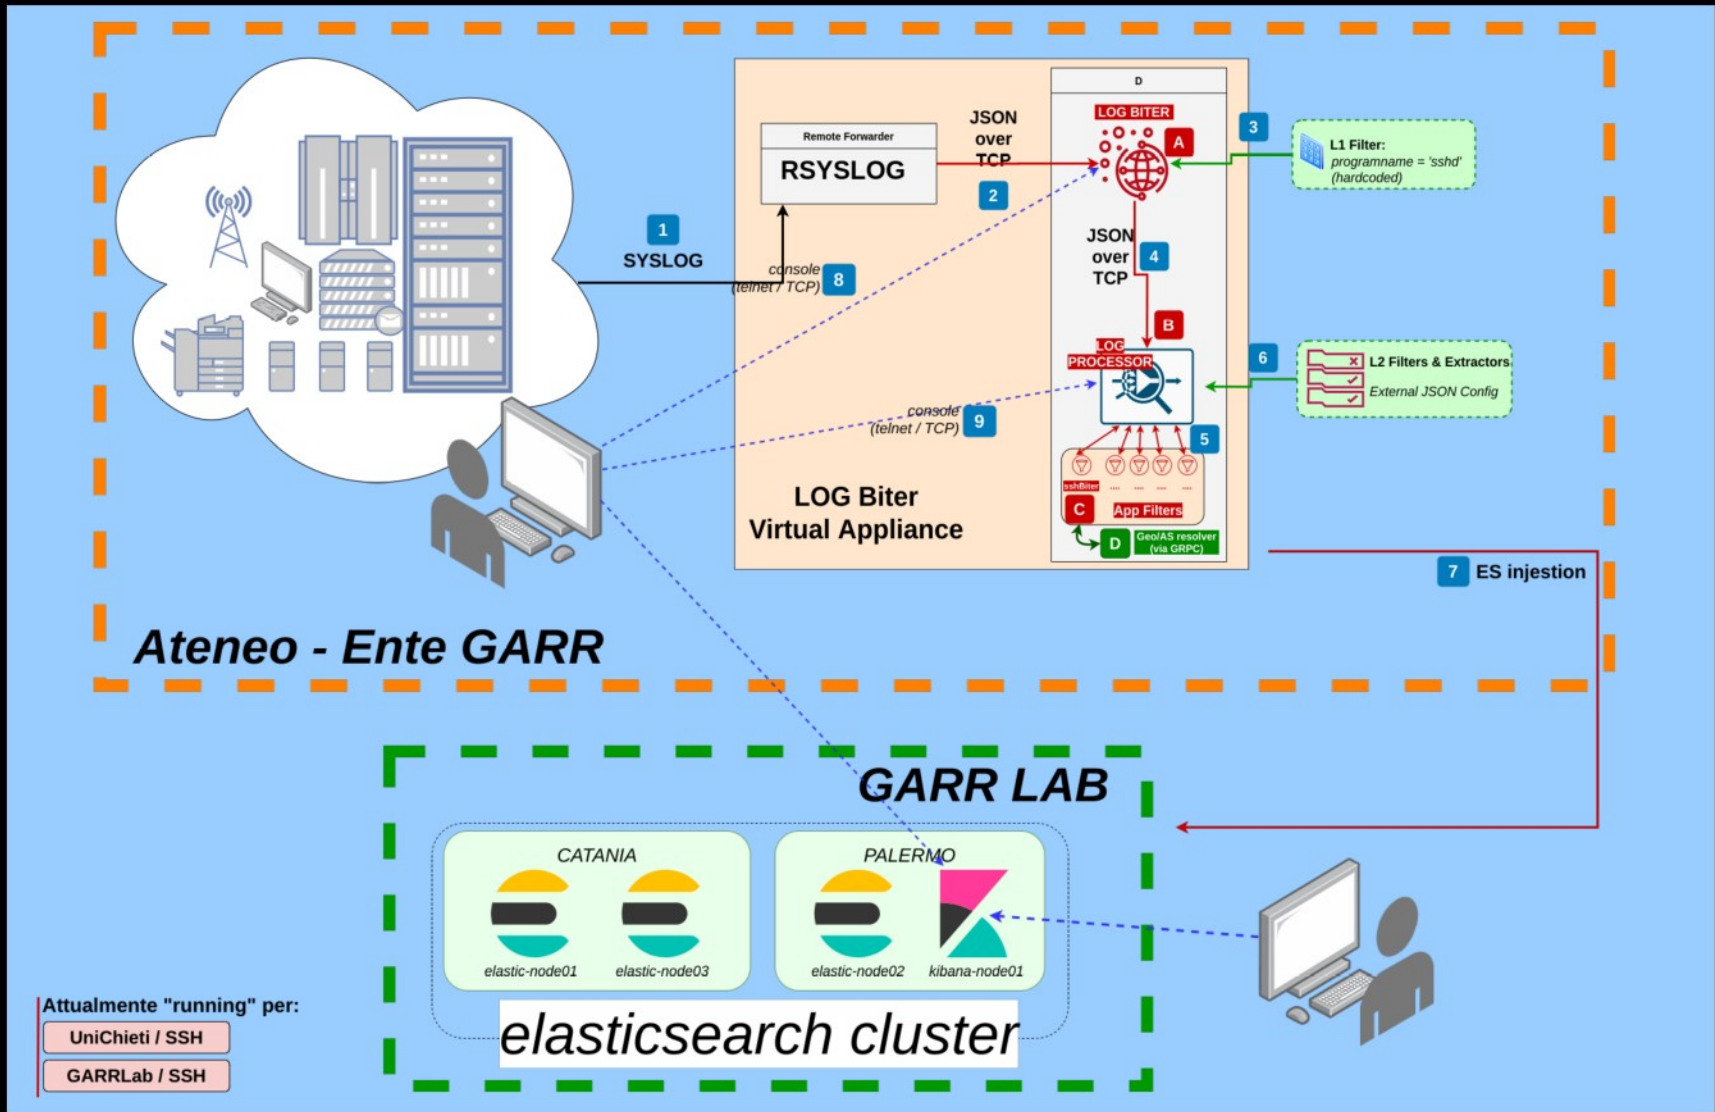 D
LOG BITER
A
3
L1 Filter:
programname = 'sshd'
(hardcoded)
Remote Forwarder
RSYSLOG
JSON
over
TCP
2
1
SYSLOG
console
(telnet / TCP)
8
JSON
over
TCP
4
B
LOG
PROCESSOR
6
L2 Filters & Extractors
External JSON Config
console
(telnet / TCP)
9
5
sshBiter
....
....
....
....
C
App Filters
D
Geo/AS resolver
(via GRPC)
LOG Biter
Virtual Appliance
7
ES injestion
Ateneo - Ente GARR
GARR LAB
CATANIA
PALERMO
elastic-node01
elastic-node03
elastic-node02
kibana-node01
elasticsearch cluster
Attualmente "running" per:
UniChieti / SSH
GARRLab / SSH